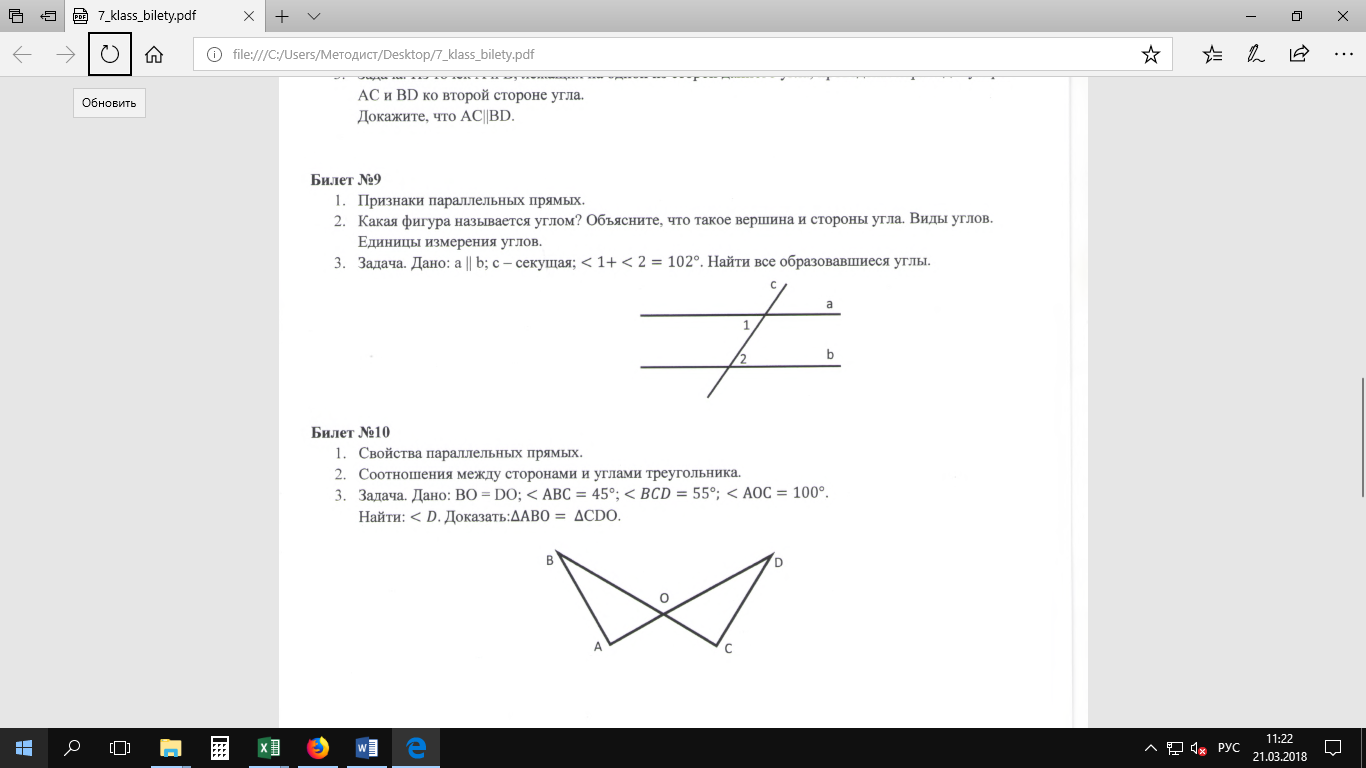 7_klass_bilety.pdf
file:///C:/Users/Методист/Desktop/7_klass_bilety.pdf
Обновить
АС и BD ко второй стороне угла.
Докажите, что AC||BD.
Билет №9
1. Признаки параллельных прямых.
2. Какая фигура называется углом? Объясните, что такое вершина и стороны угла. Виды углов.
Единицы измерения углов.
3. Задача. Дано: a || b; c – секущая; < 1+ < 2 = 102°. Найти все образовавшиеся углы.
c
a
1
2
b
Билет №10
1. Свойства параллельных прямых.
2. Соотношения между сторонами и углами треугольника.
3. Задача. Дано: BO = DO; < ABC = 45°; < BCD = 55°; < AOC = 100°.
Найти: < D. Доказать:ΔABO = ΔCDO.
B
D
O
A
C
РУС
11:22
21.03.2018